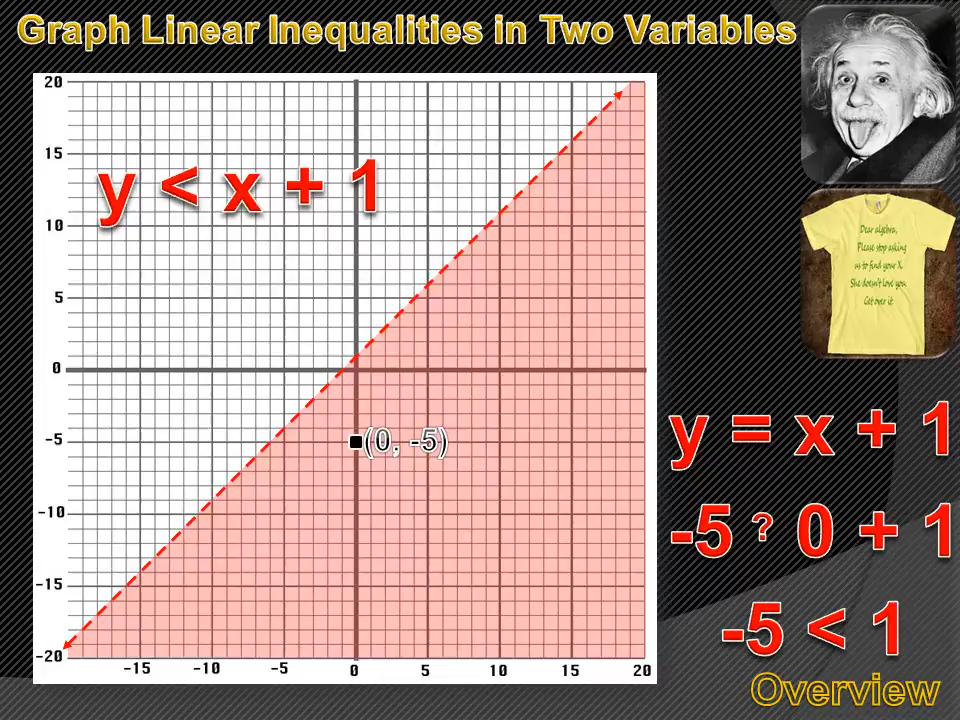 Graph Linear Inequalities in Two Variables
20
15
10
5
0
-5
-10
-15
-20
-15 -10 -5 0 5 10 15 20
y < x + 1
(0, -5)
Dear algebra,
Please stop asking
us to find your X.
She doesn't love you.
Get over it
y = x + 1
-5 ? 0 + 1
-5 < 1
Overview